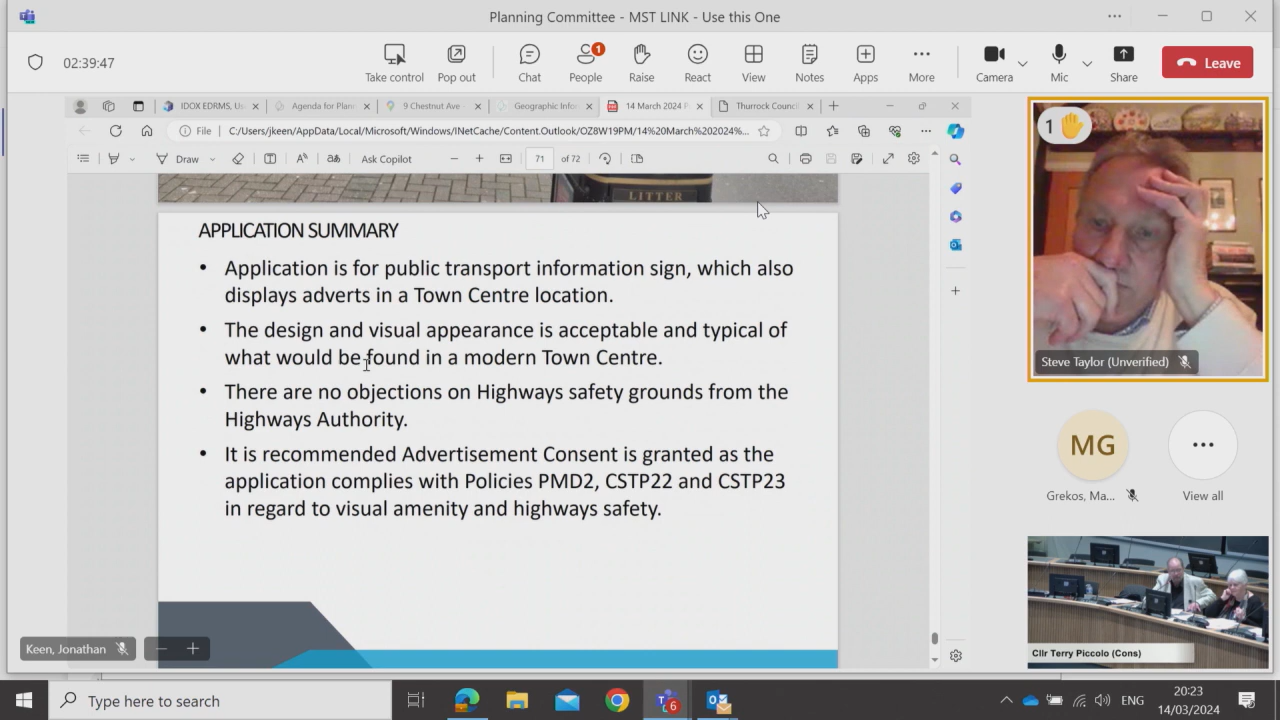 Planning Committee - MST LINK - Use this One
02:39:47
Take control
Pop out
Chat
1
People
Raise
React
View
Notes
Apps
More
Camera
Mic
Share
Leave
IDOX EDRMS, Us
Agenda for Plan
9 Chestnut Ave
Geographic Info
14 March 2024 P
Thurrock Counc
File
C:/Users/jkeen/AppData/Local/Microsoft/Windows/INetCache/Content.Outlook/OZ8W19PM/14%20March%202024%...
Draw
Ask Copilot
71
of 72
LITTER
APPLICATION SUMMARY
• Application is for public transport information sign, which also
displays adverts in a Town Centre location.
• The design and visual appearance is acceptable and typical of
what would be found in a modern Town Centre.
• There are no objections on Highways safety grounds from the
Highways Authority.
• It is recommended Advertisement Consent is granted as the
application complies with Policies PMD2, CSTP22 and CSTP23
in regard to visual amenity and highways safety.
Keen, Jonathan
1
Steve Taylor (Unverified)
MG
Grekos, Ma...
View all
Cllr Terry Piccolo (Cons)
Type here to search
6
ENG
20:23
14/03/2024